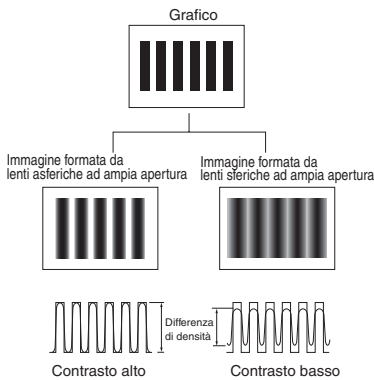 Grafico
Immagine formata da
lenti asferiche ad ampia apertura
Immagine formata da
lenti sferiche ad ampia apertura
Differenza
di densità
Contrasto alto
Contrasto basso